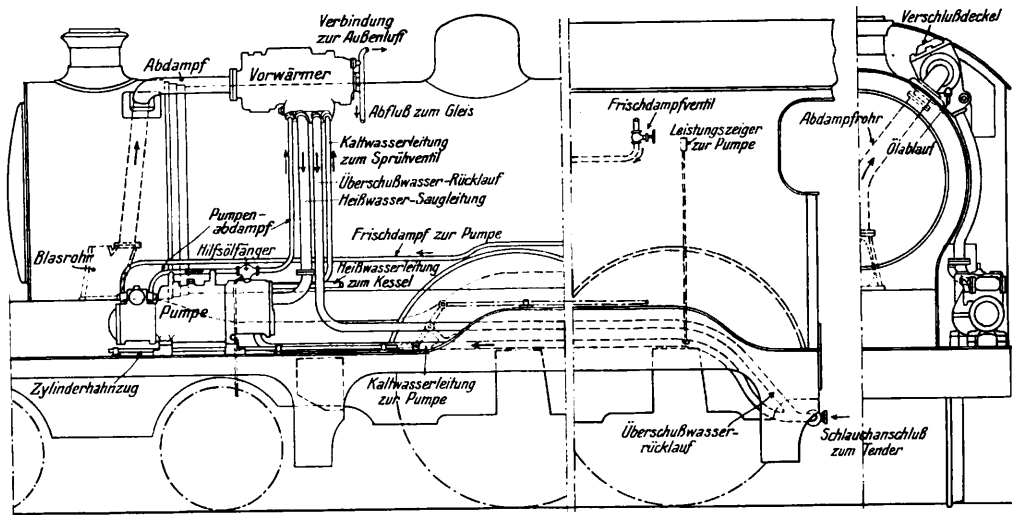 Verbindung
zur Außenluft
Verschlußdeckel
Abdampf
Vorwärmer
Abfluß zum Gleis
Frischdampfventil
Leistungszeiger
zur Pumpe
Abdampfrohr
Ölablauf
Kaltwasserleitung
zum Sprühventil
Überschußwasser-Rücklauf
Heißwasser-Saugleitung
Pumpen-
abdampf
Frischdampf zur Pumpe
Hilfsölfänger
Blasrohr
Heißwasserleitung
zum Kessel
Pumpe
Zylinderhahnzug
Kaltwasserleitung
zur Pumpe
Überschußwasser-
rücklauf
Schlauchanschluß
zum Tender